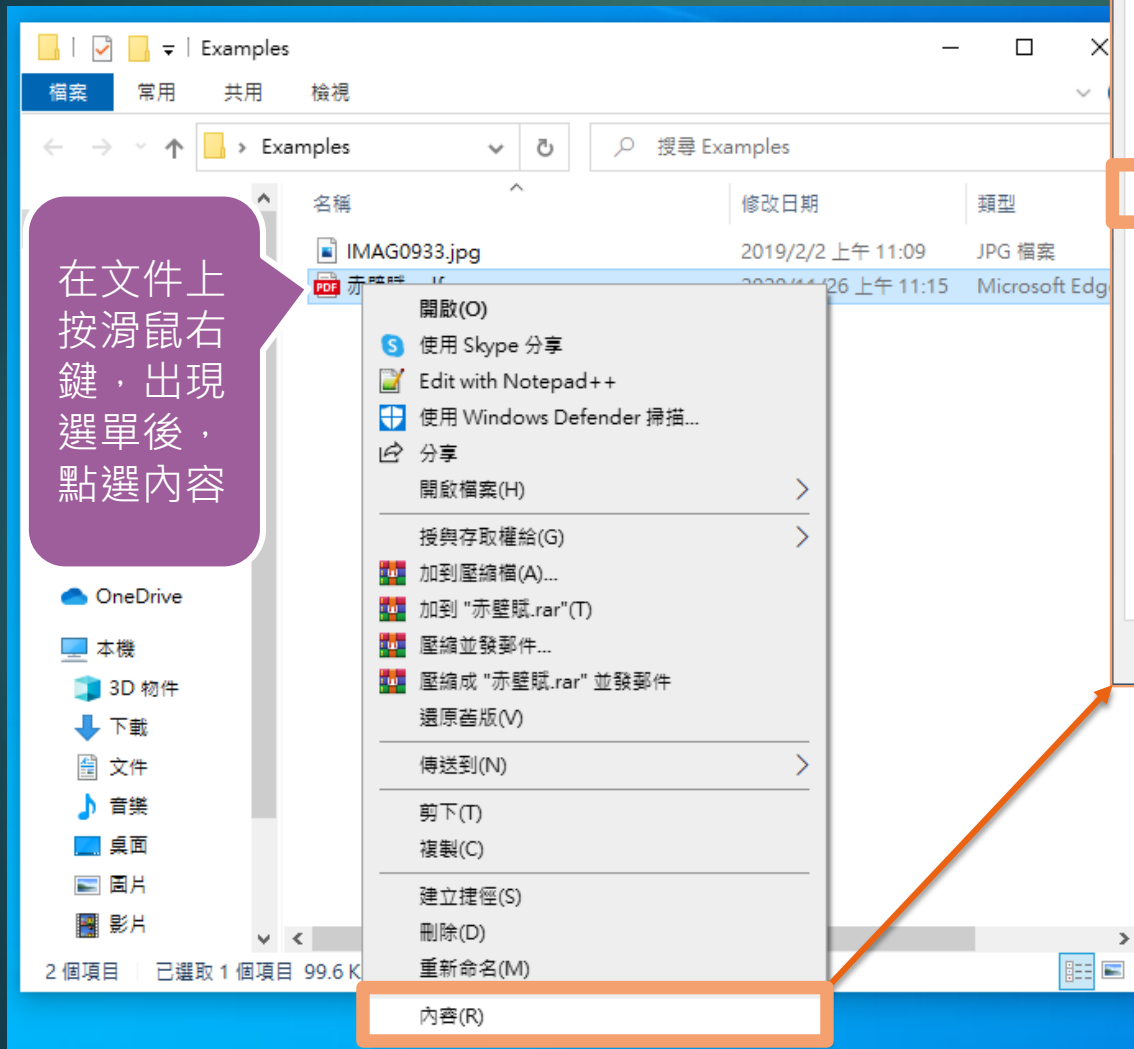 Examples
檔案 常用 共用 檢視
Examples
搜尋 Examples
名稱 修改日期 類型
IMAG0933.jpg 2019/2/2 上午 11:09 JPG 檔案
PDF 上午 11:15 Microsoft Edg
在文件上
按滑鼠右
鍵，出現
選單後，
點選內容
開啟(O)
使用 Skype 分享
Edit with Notepad++
使用 Windows Defender 掃描...
分享
開啟檔案(H)
授與存取權給(G)
加到壓縮檔(A)...
加到 "赤壁賦.rar"(T)
壓縮並發郵件...
壓縮成 "赤壁賦.rar" 並發郵件
還原舊版(V)
傳送到(N)
剪下(T)
複製(C)
建立捷徑(S)
刪除(D)
重新命名(M)
內容(R)
OneDrive
本機
3D 物件
下載
文件
音樂
桌面
圖片
影片
2 個項目 已選取 1 個項目 99.6 K